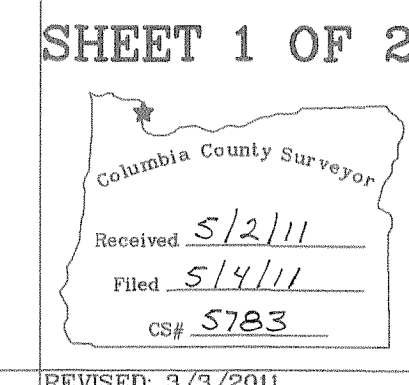 SHEET 1 OF 2
Columbia County Surveyor
Received 5/2/11
Filed 5/4/11
CS# 5783
REVISED: 3/3/2011